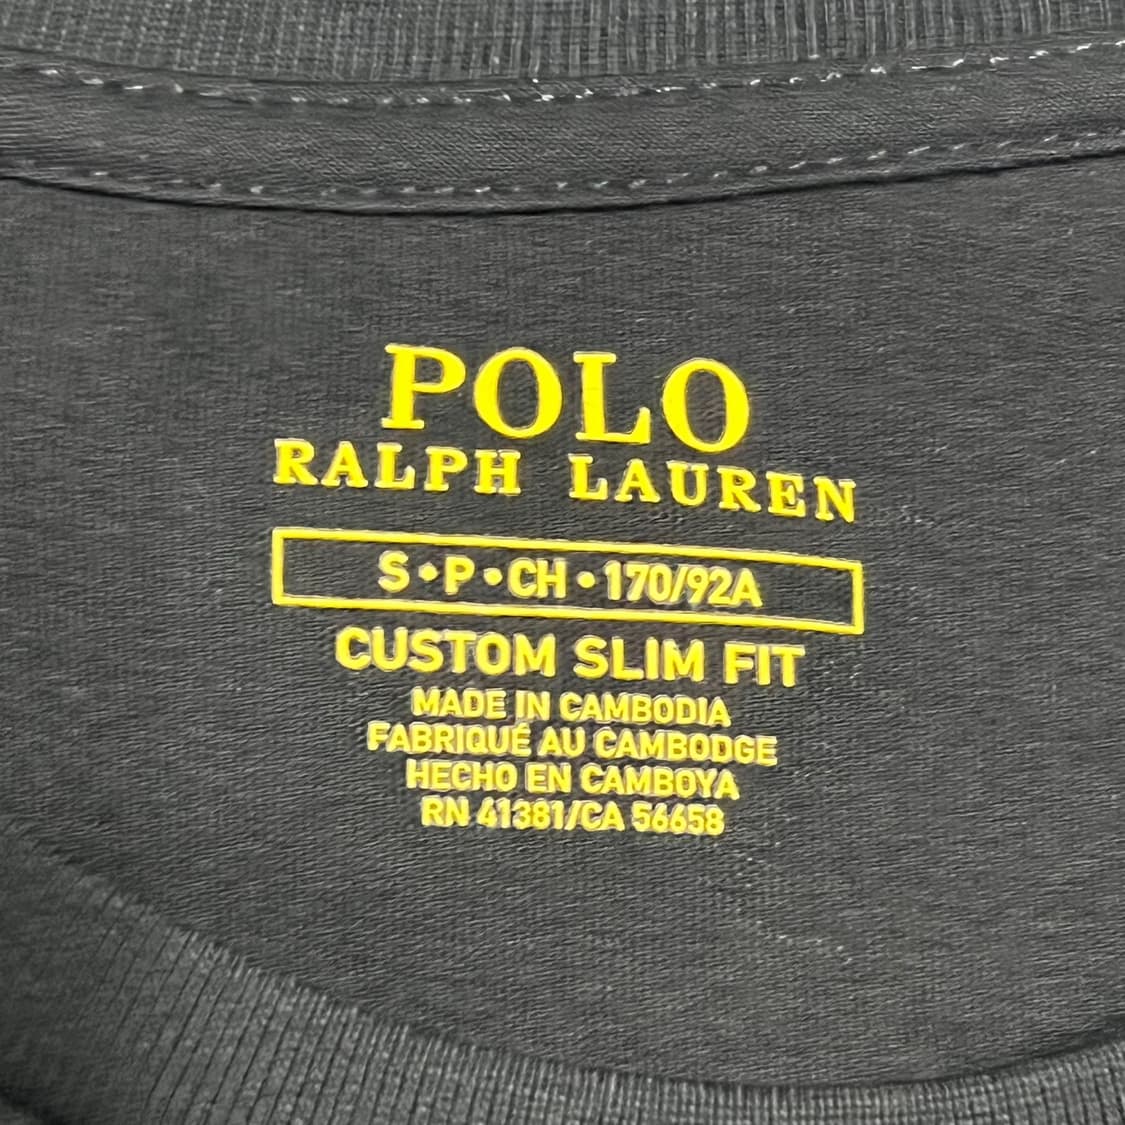 POLO
RALPH LAUREN
S • P • CH • 170/92A
CUSTOM SLIM FIT
MADE IN CAMBODIA
FABRIQUÉ AU CAMBODGE
HECHO EN CAMBOYA
RN 41381/CA 56658